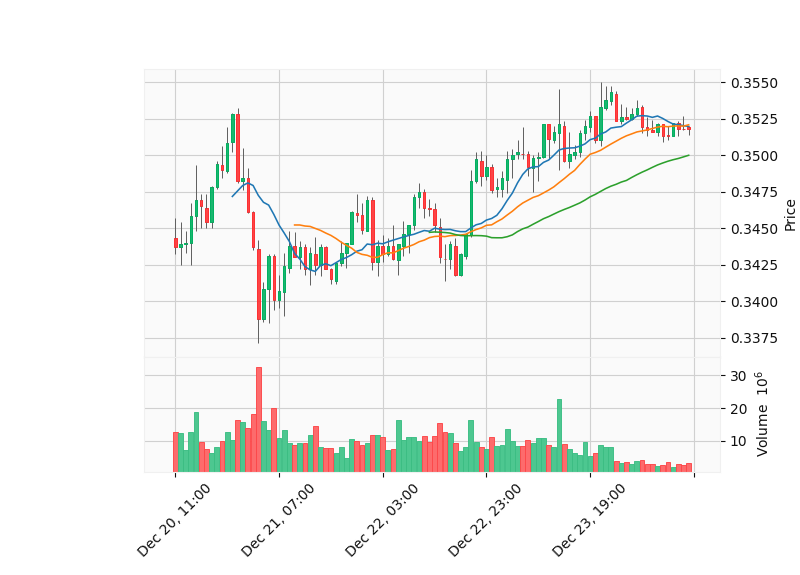 0.3550
0.3525
0.3500
0.3475
0.3450
0.3425
0.3400
0.3375
Price
30
20
10
Volume 10^6
Dec 20, 11:00
Dec 21, 07:00
Dec 22, 03:00
Dec 22, 23:00
Dec 23, 19:00